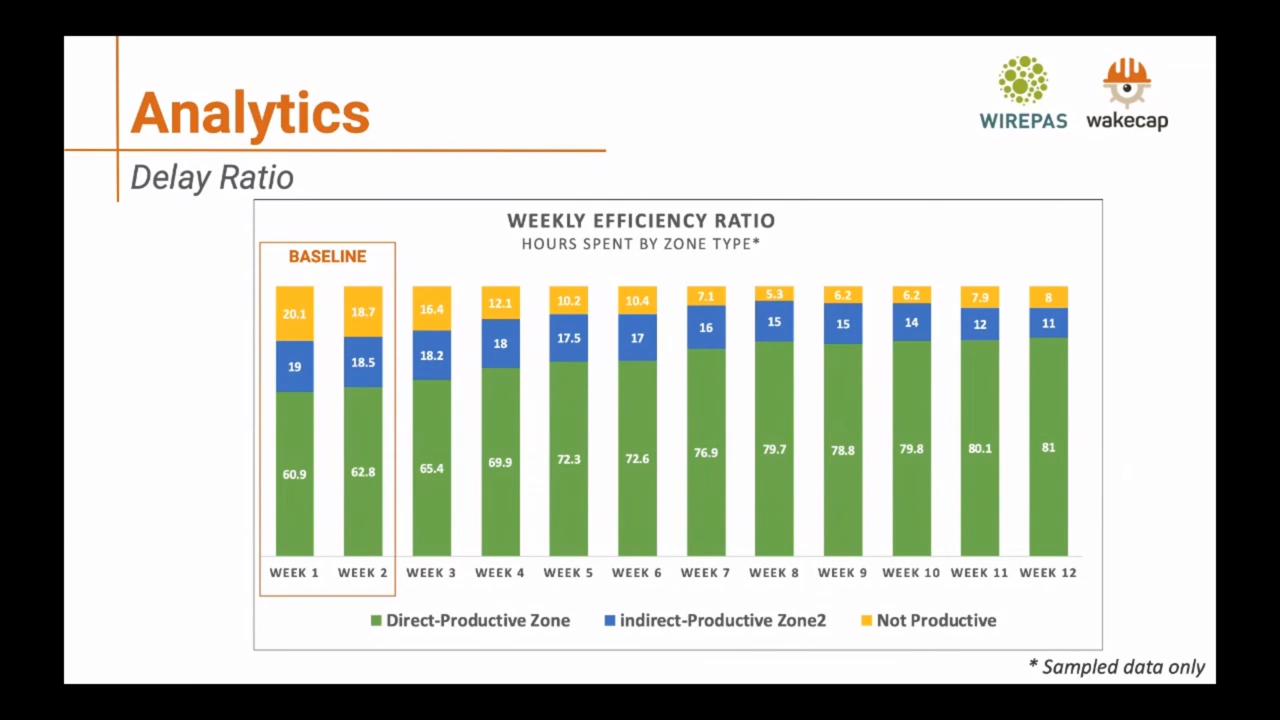 Analytics
WIREPAS
wakecap
Delay Ratio
WEEKLY EFFICIENCY RATIO
HOURS SPENT BY ZONE TYPE*
BASELINE
20.1 18.7 16.4 12.1 10.2 10.4 7.1 5.3 6.2 6.2 7.9 8
19 18.5 18.2 18 17.5 17 16 15 15 14 12 11
60.9 62.8 65.4 69.9 72.3 72.6 76.9 79.7 78.8 79.8 80.1 81
WEEK 1 WEEK 2 WEEK 3 WEEK 4 WEEK 5 WEEK 6 WEEK 7 WEEK 8 WEEK 9 WEEK 10 WEEK 11 WEEK 12
Direct-Productive Zone indirect-Productive Zone2 Not Productive
* Sampled data only